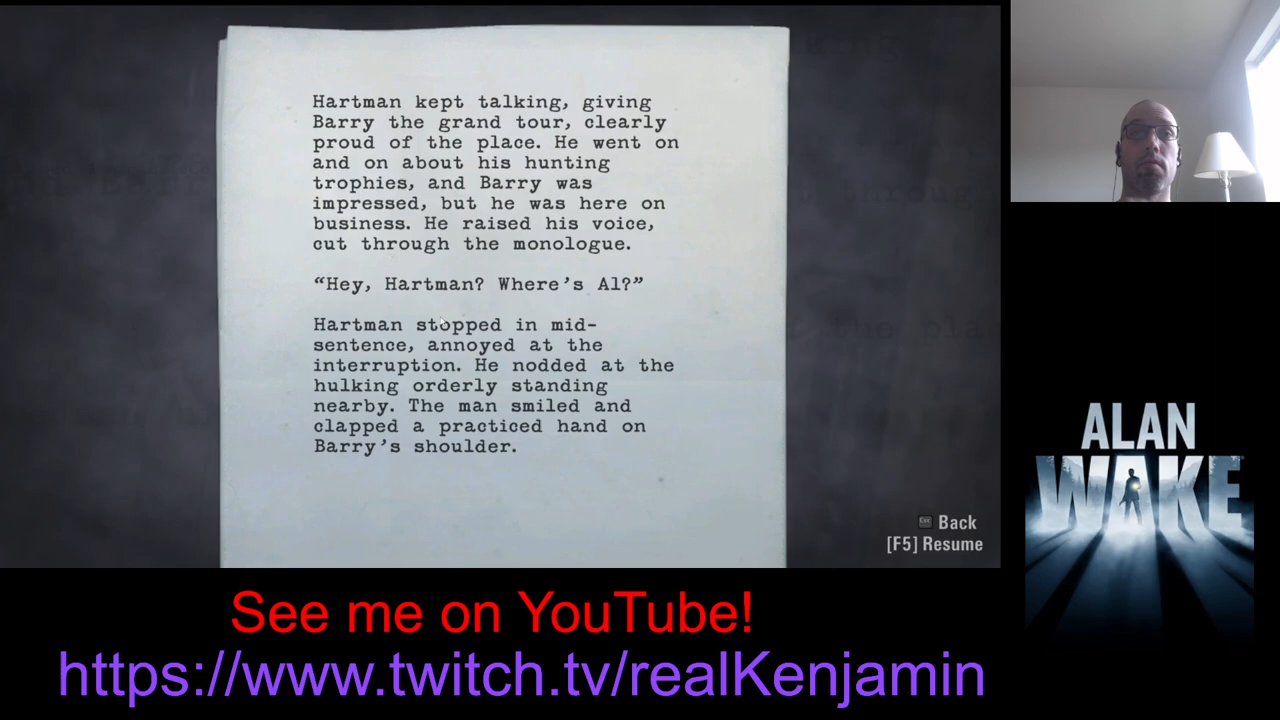 Hartman kept talking, giving
Barry the grand tour, clearly
proud of the place. He went on
and on about his hunting
trophies, and Barry was
impressed, but he was here on
business. He raised his voice,
cut through the monologue.
“Hey, Hartman? Where’s Al?”
Hartman stopped in mid-
sentence, annoyed at the
interruption. He nodded at the
hulking orderly standing
nearby. The man smiled and
clapped a practiced hand on
Barry’s shoulder.
Esc Back
[F5] Resume
ALAN
WAKE
See me on YouTube!
https://www.twitch.tv/realKenjamin